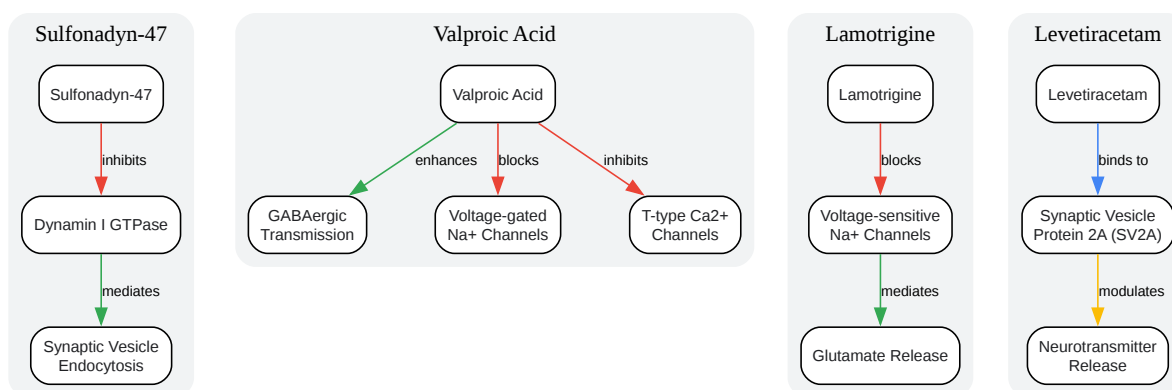 Sulfonadyn-47
Sulfonadyn-47
inhibits
Dynamin I GTPase
mediates
Synaptic Vesicle
Endocytosis
Valproic Acid
Valproic Acid
enhances
blocks
inhibits
GABAergic
Transmission
Voltage-gated
Na+ Channels
T-type Ca2+
Channels
Lamotrigine
Lamotrigine
blocks
Voltage-sensitive
Na+ Channels
mediates
Glutamate Release
Levetiracetam
Levetiracetam
binds to
Synaptic Vesicle
Protein 2A (SV2A)
modulates
Neurotransmitter
Release